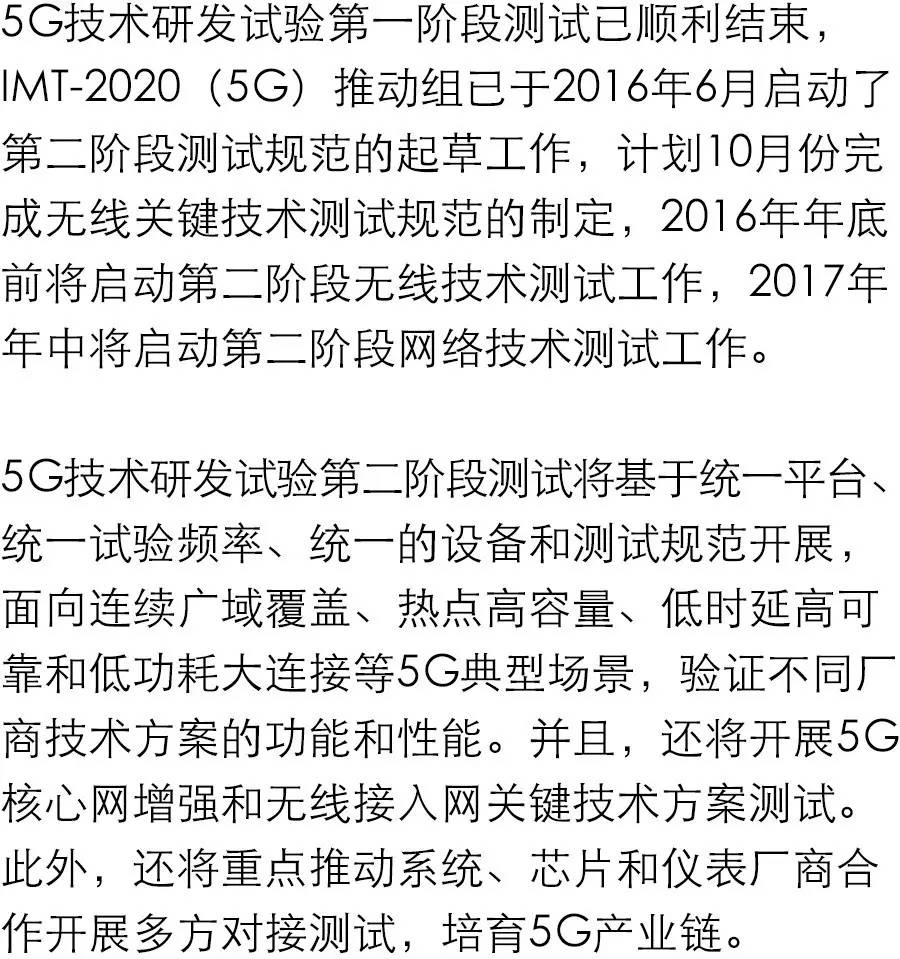 5G技术研发试验第一阶段测试已顺利结束，
IMT-2020（5G）推动组已于2016年6月启动了
第二阶段测试规范的起草工作，计划10月份完
成无线关键技术测试规范的制定，2016年年底
前将启动第二阶段无线技术测试工作，2017年
年中将启动第二阶段网络技术测试工作。
5G技术研发试验第二阶段测试将基于统一平台、
统一试验频率、统一的设备和测试规范开展，
面向连续广域覆盖、热点高容量、低时延高可
靠和低功耗大连接等5G典型场景，验证不同厂
商技术方案的功能和性能。并且，还将开展5G
核心网增强和无线接入网关键技术方案测试。
此外，还将重点推动系统、芯片和仪表厂商合
作开展多方对接测试，培育5G产业链。